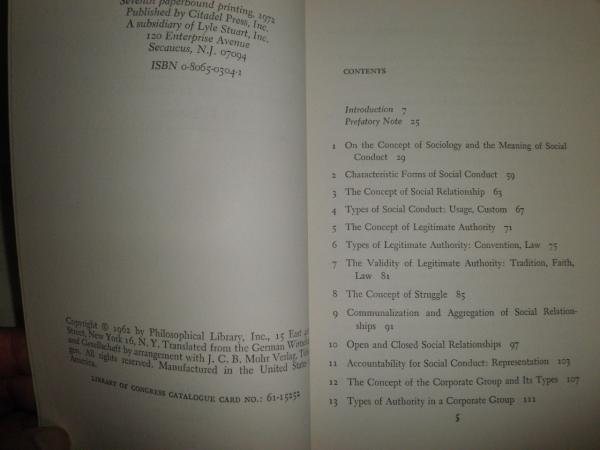 Seventh paperbound printing, 1972
Published by Citadel Press, Inc.
A subsidiary of Lyle Stuart, Inc.
120 Enterprise Avenue
Secaucus, N.J. 07094
ISBN 0-8065-0304-1
Copyright © 1962 by Philosophical Library, Inc., 15 East
Street, New York 16, N. Y. Translated from the German
und Gesellschaft by arrangement with J. C. B. Mohr Verlag,
gen. All rights reserved. Manufactured in the United States
America.
LIBRARY OF CONGRESS CATALOGUE CARD NO.: 61-15252
CONTENTS
Introduction 7
Prefatory Note 25
1 On the Concept of Sociology and the Meaning of Social
Conduct 29
2 Characteristic Forms of Social Conduct 59
3 The Concept of Social Relationship 63
4 Types of Social Conduct: Usage, Custom 67
5 The Concept of Legitimate Authority 71
6 Types of Legitimate Authority: Convention, Law 75
7 The Validity of Legitimate Authority: Tradition, Faith,
Law 81
8 The Concept of Struggle 85
9 Communalization and Aggregation of Social Relation-
ships 91
10 Open and Closed Social Relationships 97
11 Accountability for Social Conduct: Representation 103
12 The Concept of the Corporate Group and Its Types 107
13 Types of Authority in a Corporate Group 111
5